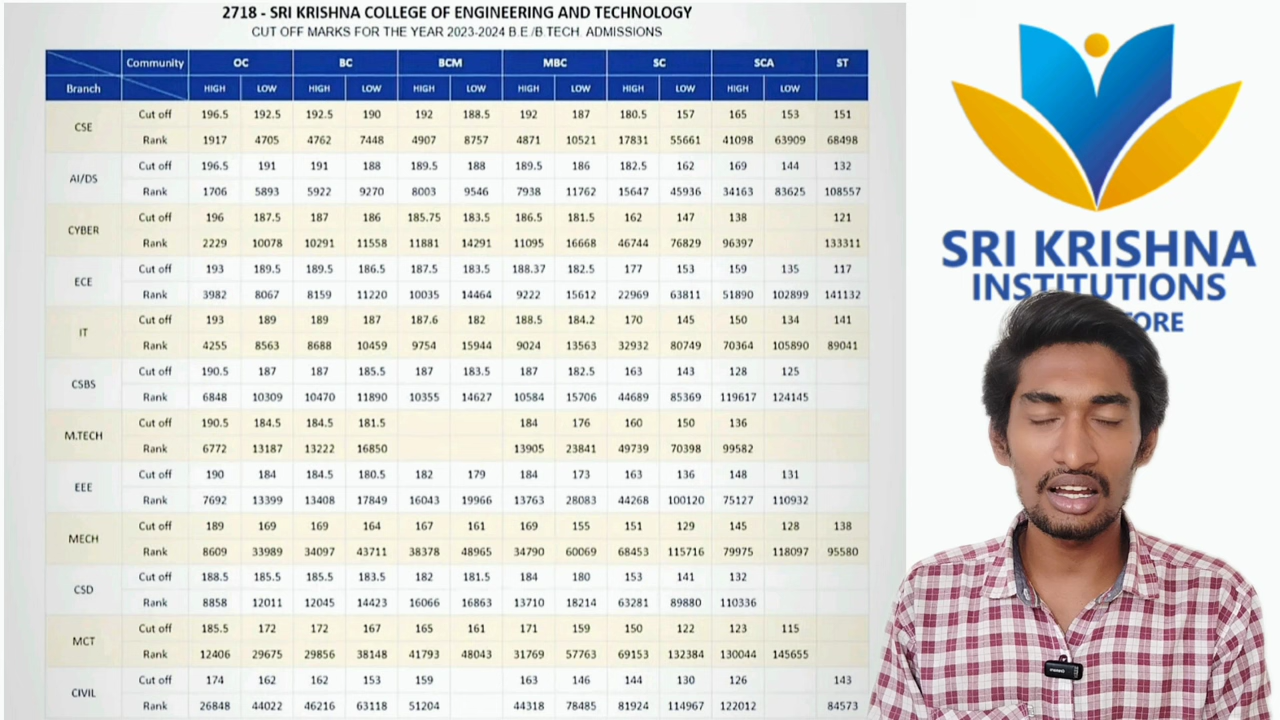 2718 - SRI KRISHNA COLLEGE OF ENGINEERING AND TECHNOLOGY
CUT OFF MARKS FOR THE YEAR 2023-2024 B.E./B.TECH. ADMISSIONS
Community OC BC BCM MBC SC SCA ST
Branch HIGH LOW HIGH LOW HIGH LOW HIGH LOW HIGH LOW HIGH LOW
CSE
Cut off 196.5 192.5 192.5 190 192 188.5 192 187 180.5 157 165 153 151
Rank 1917 4705 4762 7448 4907 8757 4871 10521 17831 55661 41098 63909 68498
AI/DS
Cut off 196.5 191 191 188 189.5 188 189.5 186 182.5 162 169 144 132
Rank 1706 5893 5922 9270 8003 9546 7938 11762 15647 45936 34163 83625 108557
CYBER
Cut off 196 187.5 187 186 185.75 183.5 186.5 181.5 162 147 138 121
Rank 2229 10078 10291 11558 11881 14291 11095 16668 46744 76829 96397 133311
ECE
Cut off 193 189.5 189.5 186.5 187.5 183.5 188.37 182.5 177 153 159 135 117
Rank 3982 8067 8159 11220 10035 14464 9222 15612 22969 63811 51890 102899 141132
IT
Cut off 193 189 189 187 187.6 182 188.5 184.2 170 145 150 134 141
Rank 4255 8563 8688 10459 9754 15944 9024 13563 32932 80749 70364 105890 89041
CSBS
Cut off 190.5 187 187 185.5 187 183.5 187 182.5 163 143 128 125
Rank 6848 10309 10470 11890 10355 14627 10584 15706 44689 85369 119617 124145
M.TECH
Cut off 190.5 184.5 184.5 181.5 184 176 160 150 136
Rank 6772 13187 13222 16850 13905 23841 49739 70398 99582
EEE
Cut off 190 184 184.5 180.5 182 179 184 173 163 136 148 131
Rank 7692 13399 13408 17849 16043 19966 13763 28083 44268 100120 75127 110932
MECH
Cut off 189 169 169 164 167 161 169 155 151 129 145 128 138
Rank 8609 33989 34097 43711 38378 48965 34790 60069 68453 115716 79975 118097 95580
CSD
Cut off 188.5 185.5 185.5 183.5 182 181.5 184 180 153 141 132
Rank 8858 12011 12045 14423 16066 16863 13710 18214 63281 89880 110336
MCT
Cut off 185.5 172 172 167 165 161 171 159 150 122 123 115
Rank 12406 29675 29856 38148 41793 48043 31769 57763 69153 132384 130044 145655
CIVIL
Cut off 174 162 162 153 159 163 146 144 130 126 143
Rank 26848 44022 46216 63118 51204 44318 78485 81924 114967 122012 84573
SRI KRISHNA
INSTITUTIONS